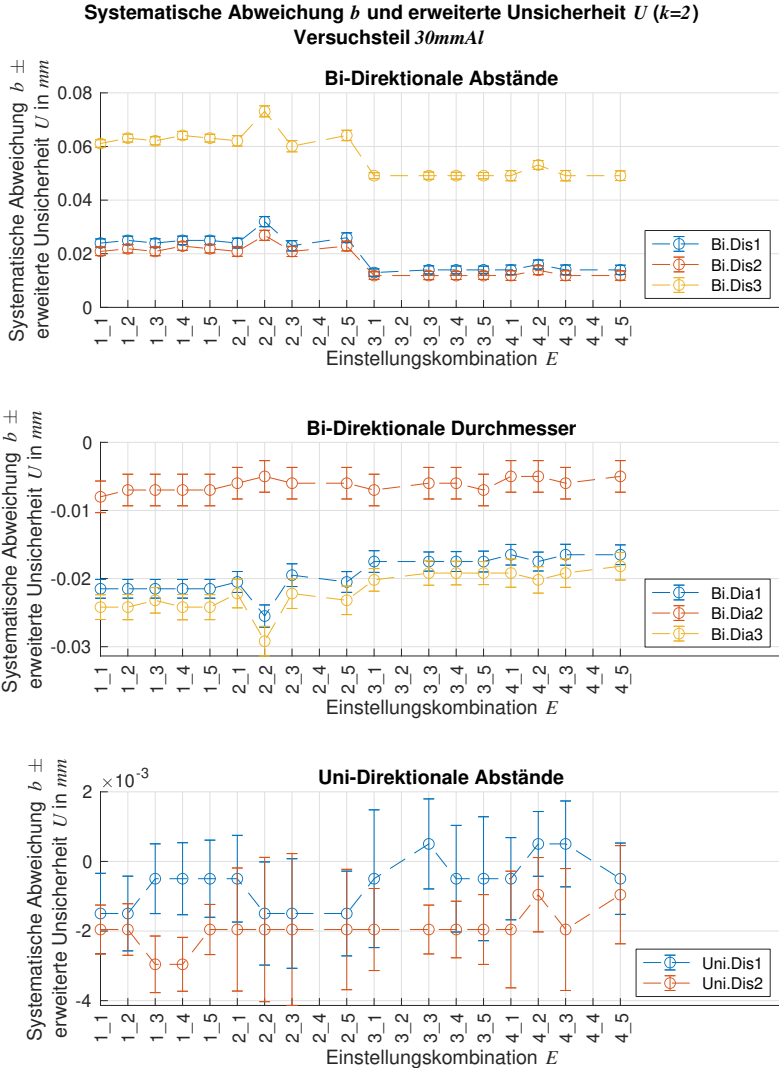 Systematische Abweichung b und erweiterte Unsicherheit U (k=2)
Versuchsteil 30mmAl
Bi-Direktionale Abstände
Systematische Abweichung b ±
erweiterte Unsicherheit U in mm
0.08
0.06
0.04
0.02
0
Bi.Dis1
Bi.Dis2
Bi.Dis3
1_1 1_2 1_3 1_4 1_5 2_1 2_2 2_3 2_4 2_5 3_1 3_2 3_3 3_4 3_5 4_1 4_2 4_3 4_4 4_5
Einstellungskombination E
Bi-Direktionale Durchmesser
Systematische Abweichung b ±
erweiterte Unsicherheit U in mm
0
-0.01
-0.02
-0.03
Bi.Dia1
Bi.Dia2
Bi.Dia3
1_1 1_2 1_3 1_4 1_5 2_1 2_2 2_3 2_4 2_5 3_1 3_2 3_3 3_4 3_5 4_1 4_2 4_3 4_4 4_5
Einstellungskombination E
Uni-Direktionale Abstände
×10⁻³
Systematische Abweichung b ±
erweiterte Unsicherheit U in mm
2
0
-2
-4
Uni.Dis1
Uni.Dis2
1_1 1_2 1_3 1_4 1_5 2_1 2_2 2_3 2_4 2_5 3_1 3_2 3_3 3_4 3_5 4_1 4_2 4_3 4_4 4_5
Einstellungskombination E